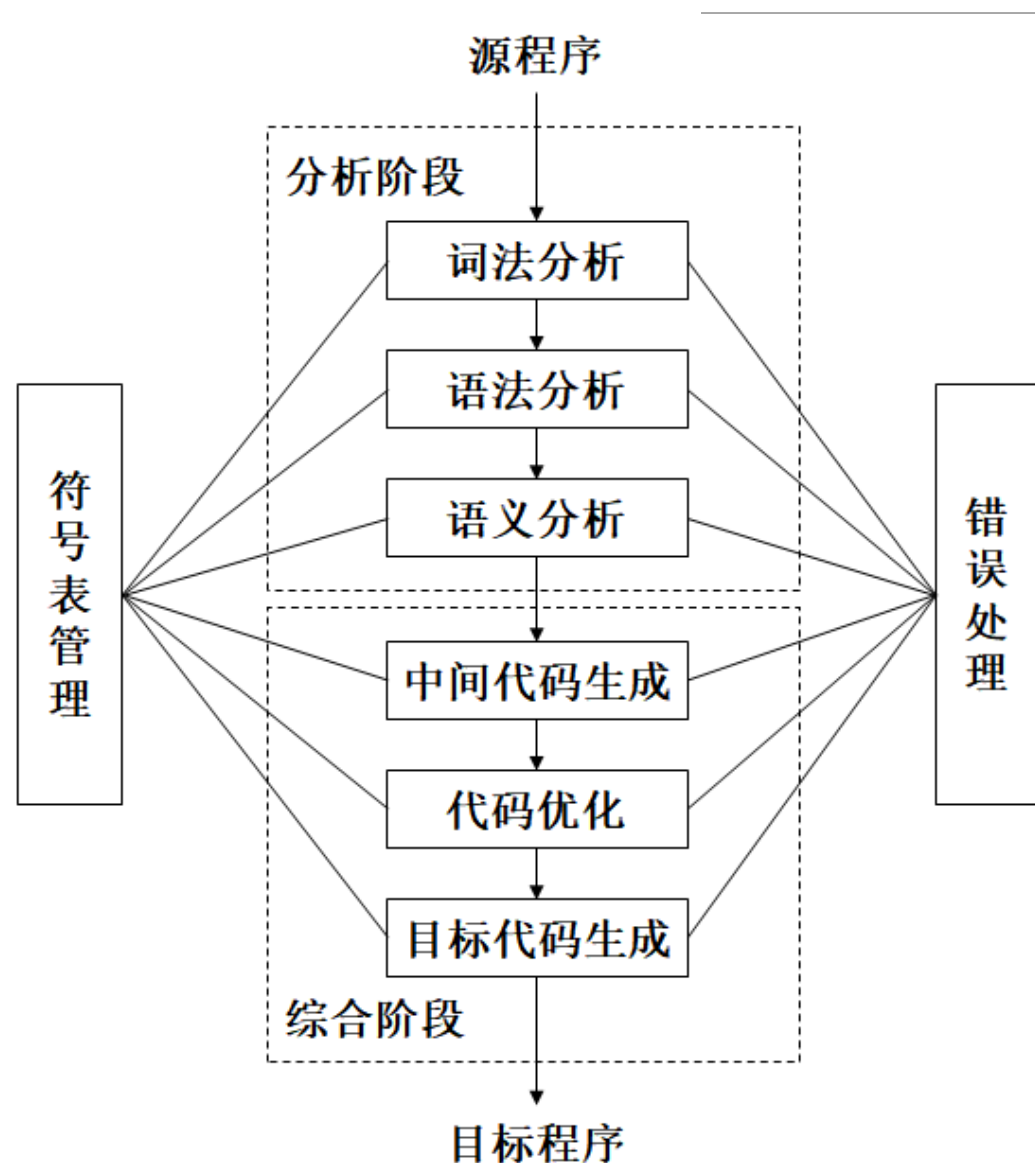 源程序
分析阶段
词法分析
语法分析
语义分析
符号表管理
错误处理
中间代码生成
代码优化
目标代码生成
综合阶段
目标程序